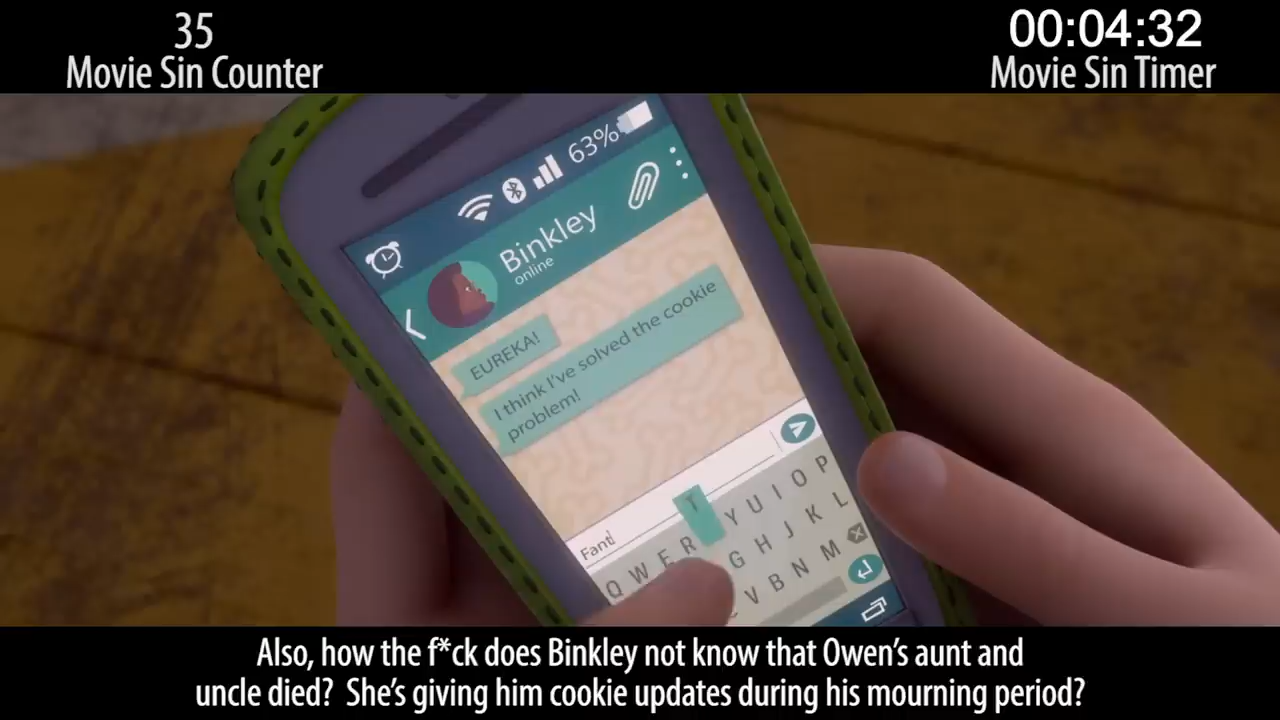 35
Movie Sin Counter
00:04:32
Movie Sin Timer
63%
Binkley
online
EUREKA!
I think I've solved the cookie
problem!
Fant
T
Q W E R Y U I O P
G H J K L
V B N M
Also, how the f*ck does Binkley not know that Owen's aunt and
uncle died? She's giving him cookie updates during his mourning period?